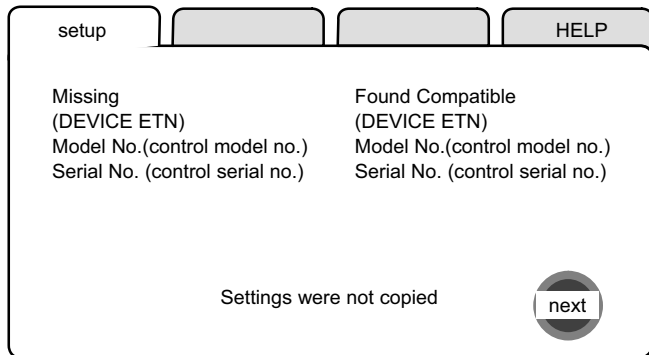 setup
HELP
Missing
(DEVICE ETN)
Model No.(control model no.)
Serial No. (control serial no.)
Found Compatible
(DEVICE ETN)
Model No.(control model no.)
Serial No. (control serial no.)
Settings were not copied
next